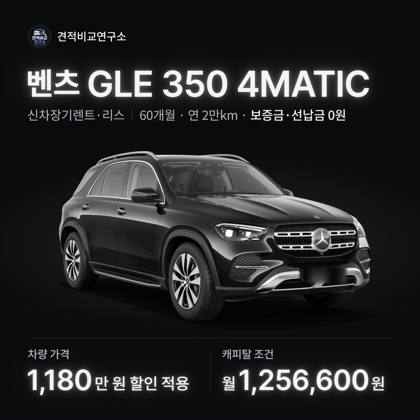 견적비교연구소
벤츠 GLE 350 4MATIC
신차장기렌트·리스 | 60개월 · 연 2만km · 보증금·선납금 0원
차량 가격
1,180만 원 할인 적용
캐피탈 조건
월 1,256,600원